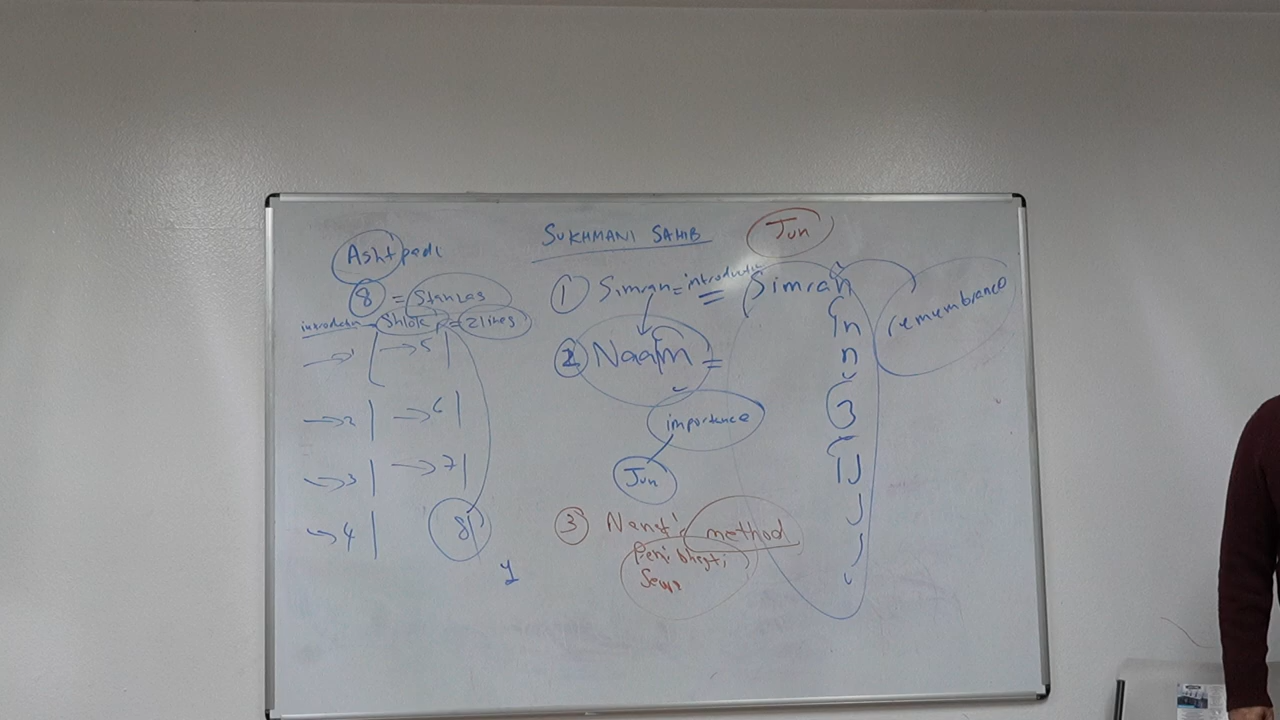 SUKHMANI SAHIB
Jun
Ashtpadi
8 = Stanzas
introduction Shlok = 2 lines
→ 1 | → 5 |
→ 2 | → 6 |
→ 3 | → 7 |
→ 4 | 8 |
1 Simran = introduction = Simran
remembrance
2 Naam =
importance
Jun
3 method